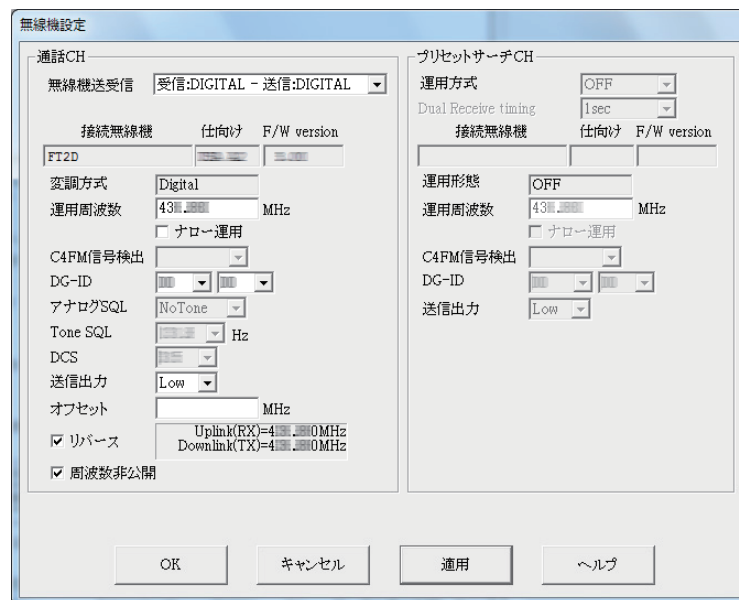 無線機設定
通話CH
無線機送受信 受信:DIGITAL - 送信:DIGITAL
接続無線機 仕向け F/W version
FT2D
変調方式 Digital
運用周波数 MHz
ナロー運用
C4FM信号検出
DG-ID
アナログSQL NoTone
Tone SQL Hz
DCS
送信出力 Low
オフセット MHz
リバース Uplink(RX)=4 0MHz
Downlink(TX)=4 0MHz
周波数非公開
プリセットサーチCH
運用方式 OFF
Dual Receive timing 1sec
接続無線機 仕向け F/W version
運用形態 OFF
運用周波数 MHz
ナロー運用
C4FM信号検出
DG-ID
送信出力 Low
OK キャンセル 適用 ヘルプ